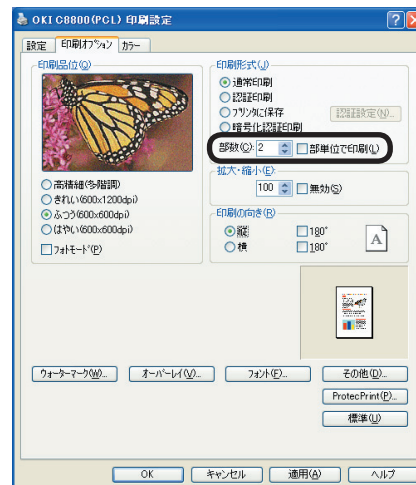 OKI C8800(PCL) 印刷設定
設定 印刷オプション カラー
印刷品位(Q)
高精細(多階調)
きれい(600x1200dpi)
ふつう(600x600dpi)
はやい(600x600dpi)
フォトモード(P)
印刷形式(J)
通常印刷
認証印刷
プリンタに保存
認証設定(N)...
暗号化認証印刷
部数(C): 2 部単位で印刷(L)
拡大・縮小(E):
100 無効(S)
印刷の向き(R)
縦 180°
横 180°
A
ウォーターマーク(W)... オーバーレイ(V)... フォント(F)... その他(D)...
ProtecPrint(P)...
標準(U)
OK キャンセル 適用(A) ヘルプ